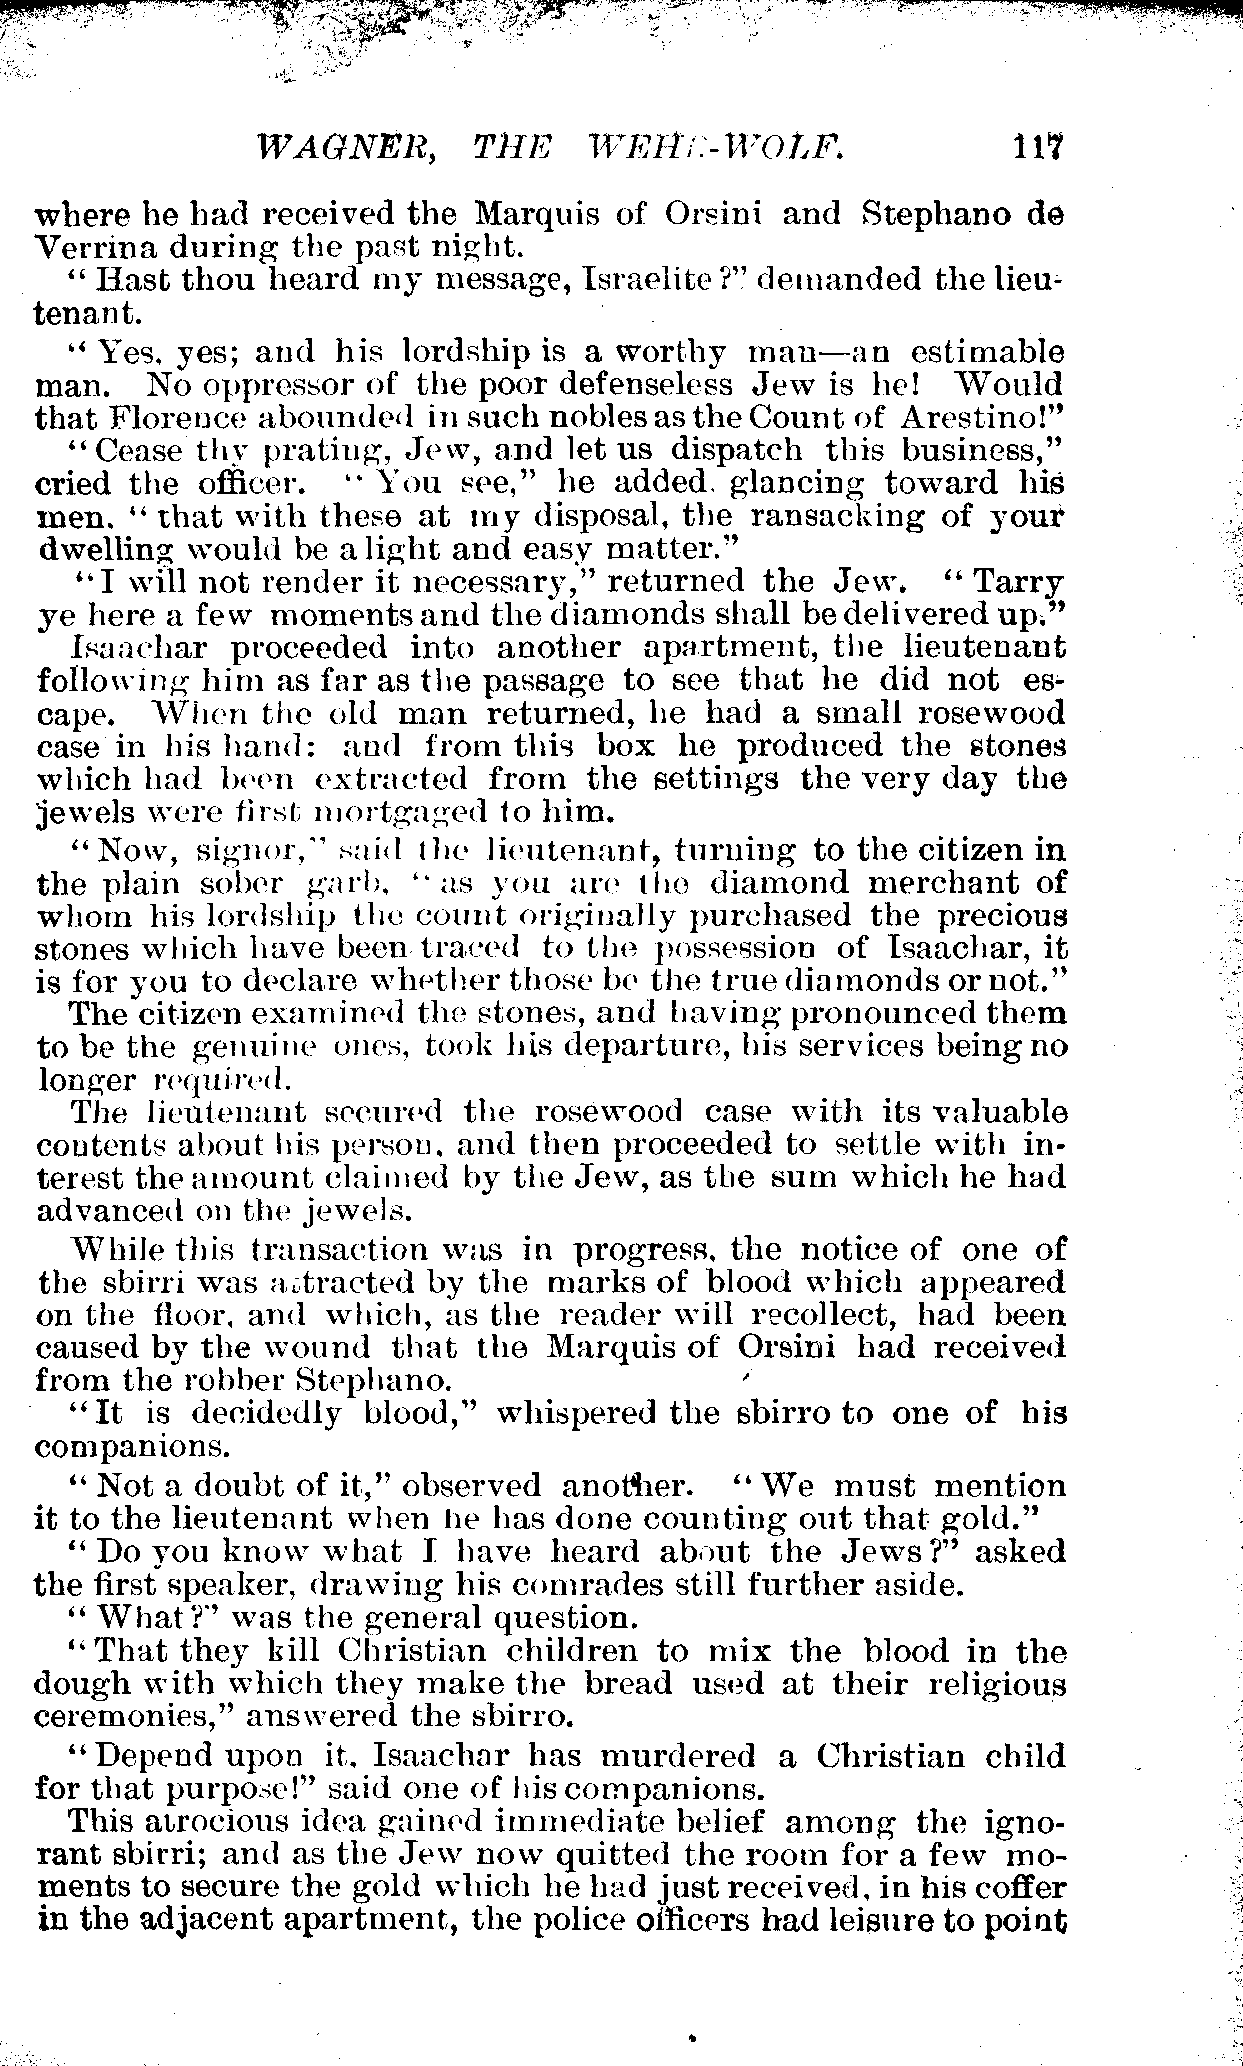 WAGNER, THE WEHR-WOLF. 117
where he had received the Marquis of Orsini and Stephano de
Verrina during the past night.
“Hast thou heard my message, Israelite?” demanded the lieu-
tenant.
“Yes, yes; and his lordship is a worthy man—an estimable
man. No oppressor of the poor defenseless Jew is he! Would
that Florence abounded in such nobles as the Count of Arestino!”
“Cease thy prating, Jew, and let us dispatch this business,”
cried the officer. “You see,” he added, glancing toward his
men, “that with these at my disposal, the ransacking of your
dwelling would be a light and easy matter.”
“I will not render it necessary,” returned the Jew. “Tarry
ye here a few moments and the diamonds shall be delivered up.”
Isaachar proceeded into another apartment, the lieutenant
following him as far as the passage to see that he did not es-
cape. When the old man returned, he had a small rosewood
case in his hand: and from this box he produced the stones
which had been extracted from the settings the very day the
jewels were first mortgaged to him.
“Now, signor,” said the lieutenant, turning to the citizen in
the plain sober garb, “as you are the diamond merchant of
whom his lordship the count originally purchased the precious
stones which have been traced to the possession of Isaachar, it
is for you to declare whether those be the true diamonds or not.”
The citizen examined the stones, and having pronounced them
to be the genuine ones, took his departure, his services being no
longer required.
The lieutenant secured the rosewood case with its valuable
contents about his person, and then proceeded to settle with in-
terest the amount claimed by the Jew, as the sum which he had
advanced on the jewels.
While this transaction was in progress, the notice of one of
the sbirri was attracted by the marks of blood which appeared
on the floor, and which, as the reader will recollect, had been
caused by the wound that the Marquis of Orsini had received
from the robber Stephano.
“It is decidedly blood,” whispered the sbirro to one of his
companions.
“Not a doubt of it,” observed another. “We must mention
it to the lieutenant when he has done counting out that gold.”
“Do you know what I have heard about the Jews?” asked
the first speaker, drawing his comrades still further aside.
“What?” was the general question.
“That they kill Christian children to mix the blood in the
dough with which they make the bread used at their religious
ceremonies,” answered the sbirro.
“Depend upon it, Isaachar has murdered a Christian child
for that purpose!” said one of his companions.
This atrocious idea gained immediate belief among the igno-
rant sbirri; and as the Jew now quitted the room for a few mo-
ments to secure the gold which he had just received, in his coffer
in the adjacent apartment, the police officers had leisure to point